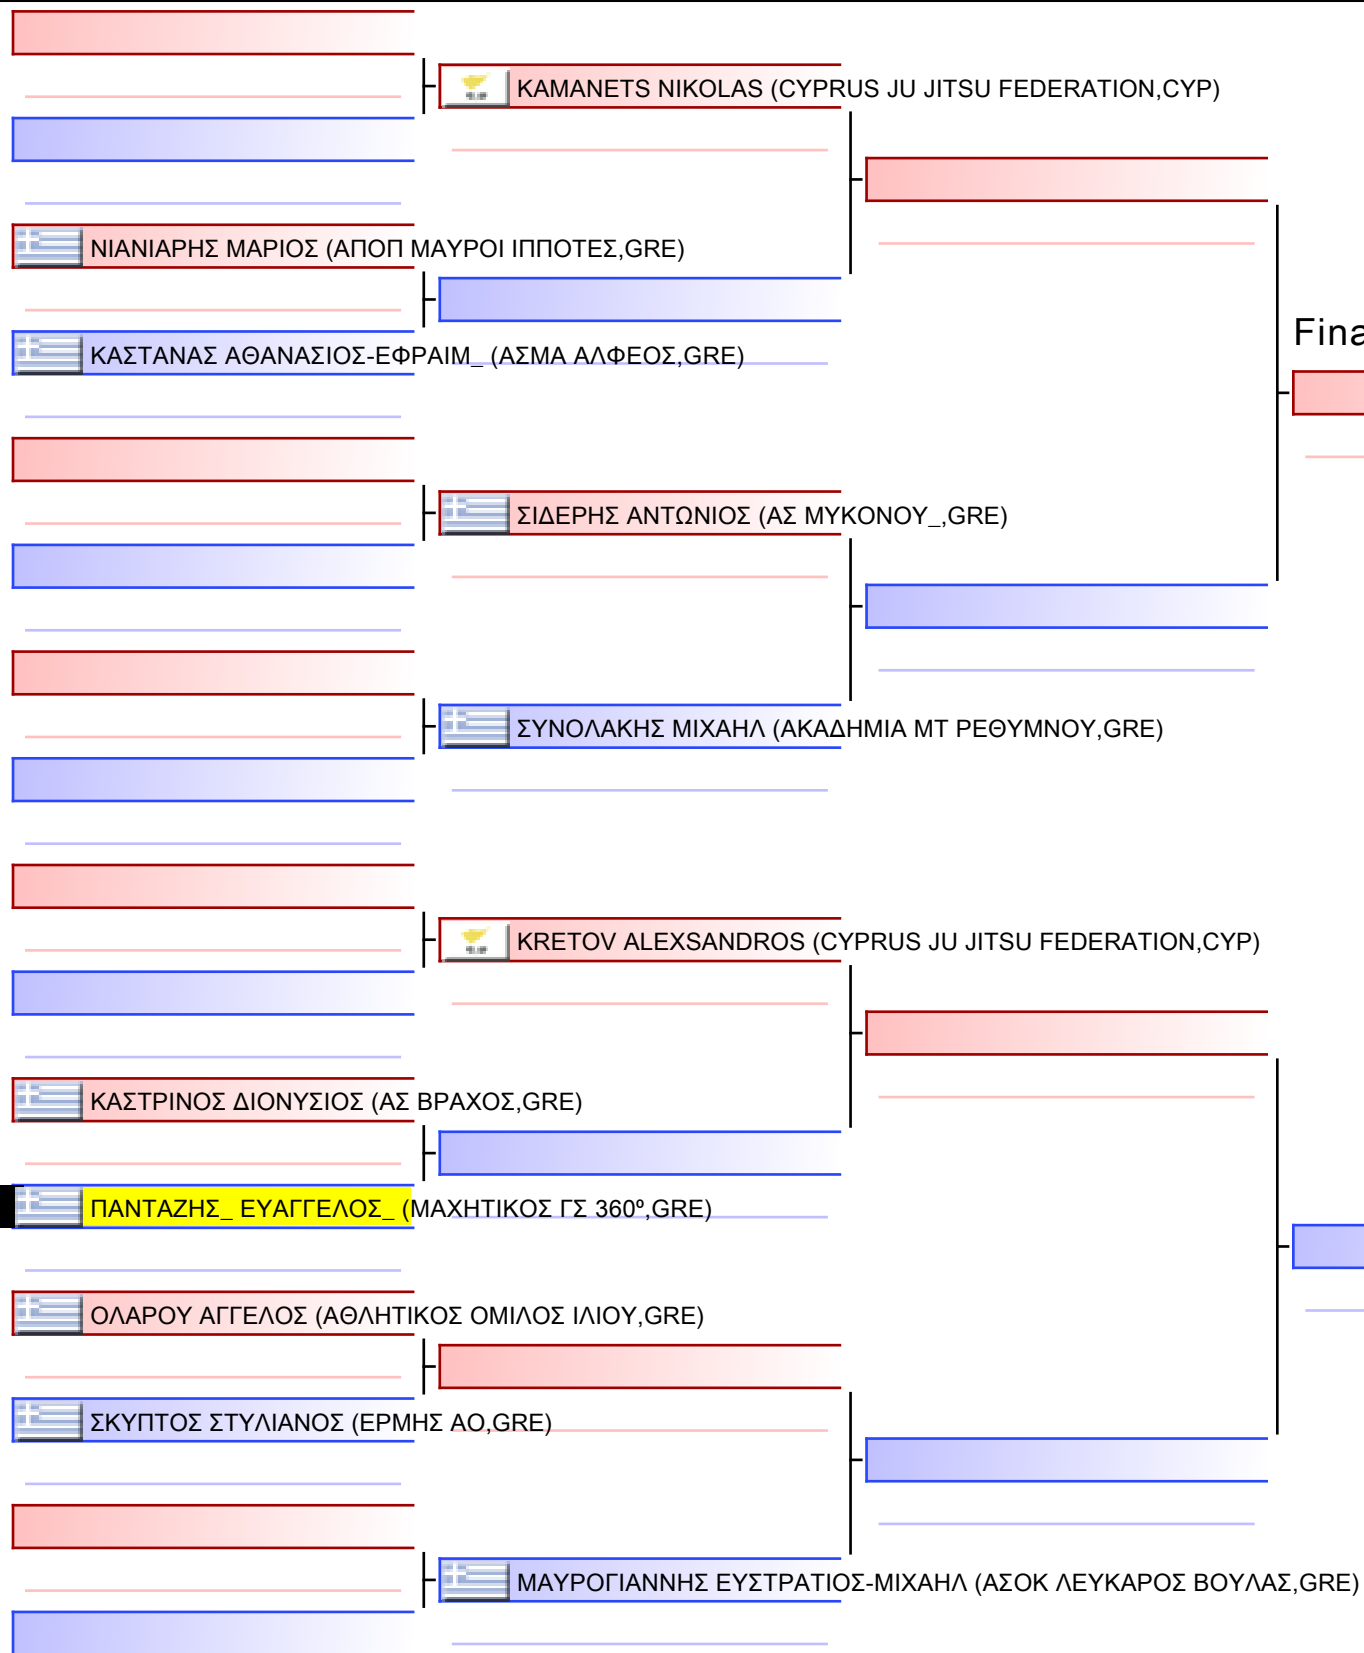 KAMANETS NIKOLAS (CYPRUS JU JITSU FEDERATION,CYP)
ΝΙΑΝΙΑΡΗΣ ΜΑΡΙΟΣ (ΑΠΟΠ ΜΑΥΡΟΙ ΙΠΠΟΤΕΣ,GRE)
Fina
ΚΑΣΤΑΝΑΣ ΑΘΑΝΑΣΙΟΣ-ΕΦΡΑΙΜ_ (ΑΣΜΑ ΑΛΦΕΟΣ,GRE)
ΣΙΔΕΡΗΣ ΑΝΤΩΝΙΟΣ (ΑΣ ΜΥΚΟΝΟΥ_,GRE)
ΣΥΝΟΛΑΚΗΣ ΜΙΧΑΗΛ (ΑΚΑΔΗΜΙΑ ΜΤ ΡΕΘΥΜΝΟΥ,GRE)
KRETOV ALEXSANDROS (CYPRUS JU JITSU FEDERATION,CYP)
ΚΑΣΤΡΙΝΟΣ ΔΙΟΝΥΣΙΟΣ (ΑΣ ΒΡΑΧΟΣ,GRE)
ΠΑΝΤΑΖΗΣ_ ΕΥΑΓΓΕΛΟΣ_ (ΜΑΧΗΤΙΚΟΣ ΓΣ 360º,GRE)
ΟΛΑΡΟΥ ΑΓΓΕΛΟΣ (ΑΘΛΗΤΙΚΟΣ ΟΜΙΛΟΣ ΙΛΙΟΥ,GRE)
ΣΚΥΠΤΟΣ ΣΤΥΛΙΑΝΟΣ (ΕΡΜΗΣ ΑΟ,GRE)
ΜΑΥΡΟΓΙΑΝΝΗΣ ΕΥΣΤΡΑΤΙΟΣ-ΜΙΧΑΗΛ (ΑΣΟΚ ΛΕΥΚΑΡΟΣ ΒΟΥΛΑΣ,GRE)